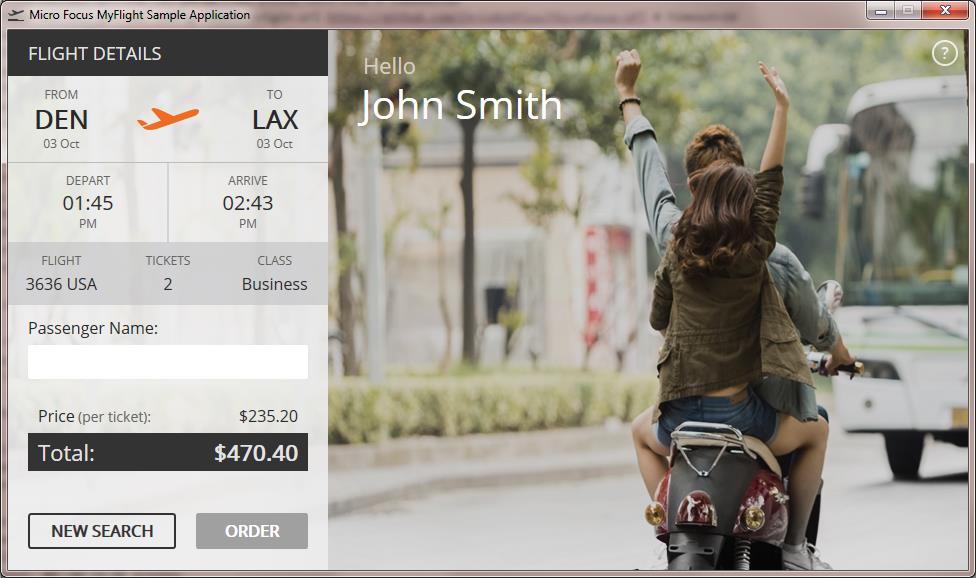 Micro Focus MyFlight Sample Application
FLIGHT DETAILS
FROM
TO
DEN
LAX
03 Oct
03 Oct
DEPART
ARRIVE
01:45
02:43
PM
PM
FLIGHT
TICKETS
CLASS
3636 USA
2
Business
Passenger Name:
Price (per ticket):
$235.20
Total:
$470.40
NEW SEARCH
ORDER
Hello
John Smith
?